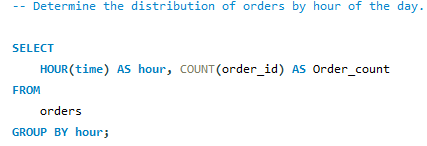 -- Determine the distribution of orders by hour of the day.
SELECT
HOUR(time) AS hour, COUNT(order_id) AS Order_count
FROM
orders
GROUP BY hour;